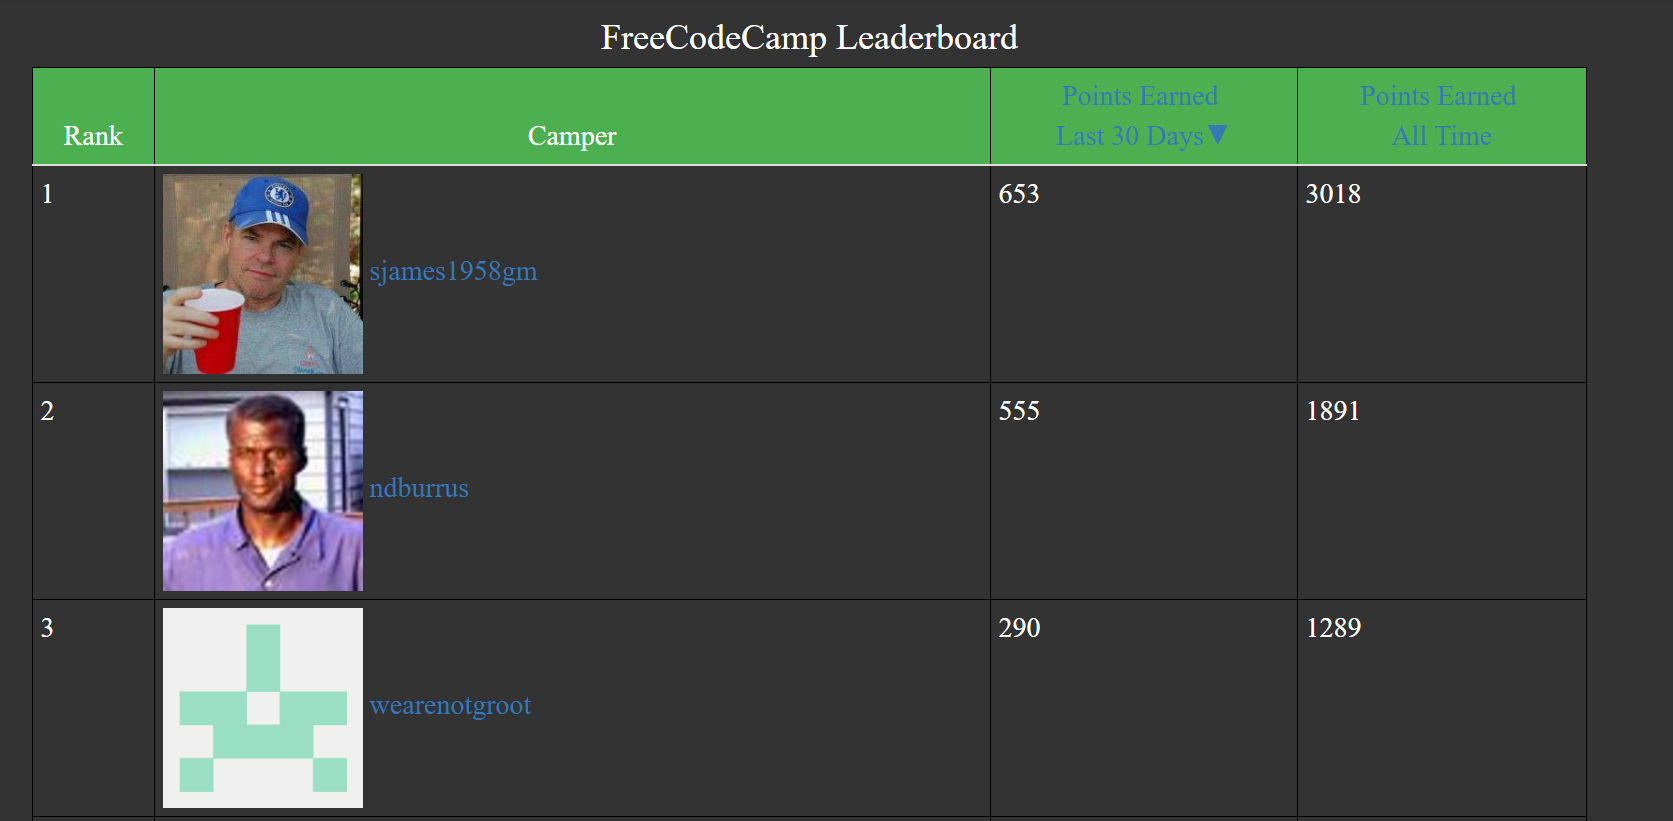 FreeCodeCamp Leaderboard
Points Earned Points Earned
Rank Camper Last 30 Days▼ All Time
1 653 3018
sjames1958gm
2 555 1891
ndburrus
3 290 1289
wearenotgroot